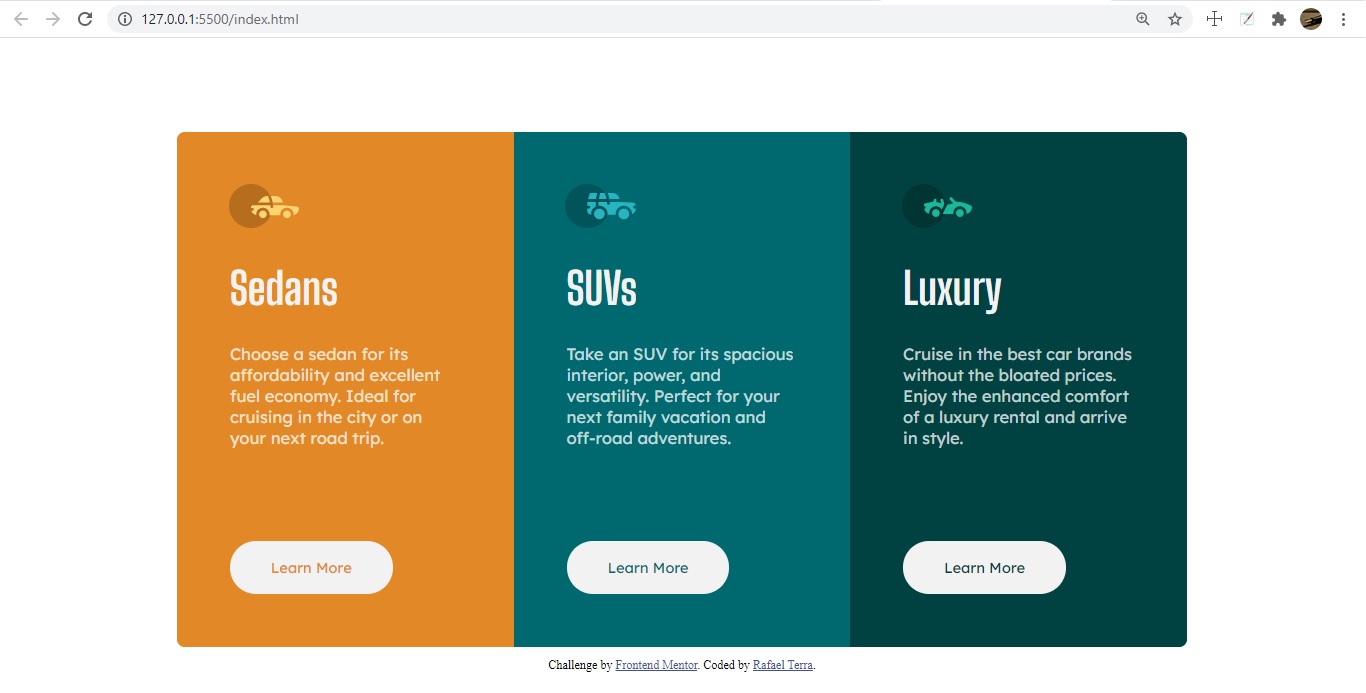 127.0.0.1:5500/index.html
Sedans
Choose a sedan for its
affordability and excellent
fuel economy. Ideal for
cruising in the city or on
your next road trip.
Learn More
SUVs
Take an SUV for its spacious
interior, power, and
versatility. Perfect for your
next family vacation and
off-road adventures.
Learn More
Luxury
Cruise in the best car brands
without the bloated prices.
Enjoy the enhanced comfort
of a luxury rental and arrive
in style.
Learn More
Challenge by Frontend Mentor. Coded by Rafael Terra.